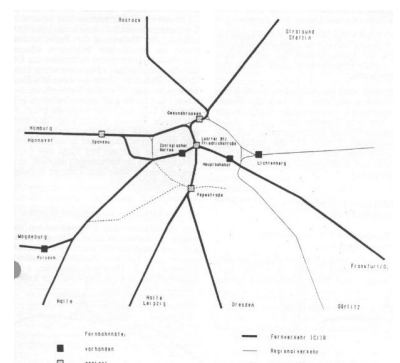 Rostock
Stralsund
Stettin
Gesundbrunnen
Hamburg
Hannover
Spandau
Zoologischer
Garten
Lehrter Bf/
Friedrichstraße
Hauptbahnhof
Lichtenberg
Papestraße
Magdeburg
Potsdam
Frankfurt/O.
Halle
Halle
Leipzig
Dresden
Görlitz
Fernbahnhöfe:
vorhanden
Fernverkehr IC/IR
Regionalverkehr